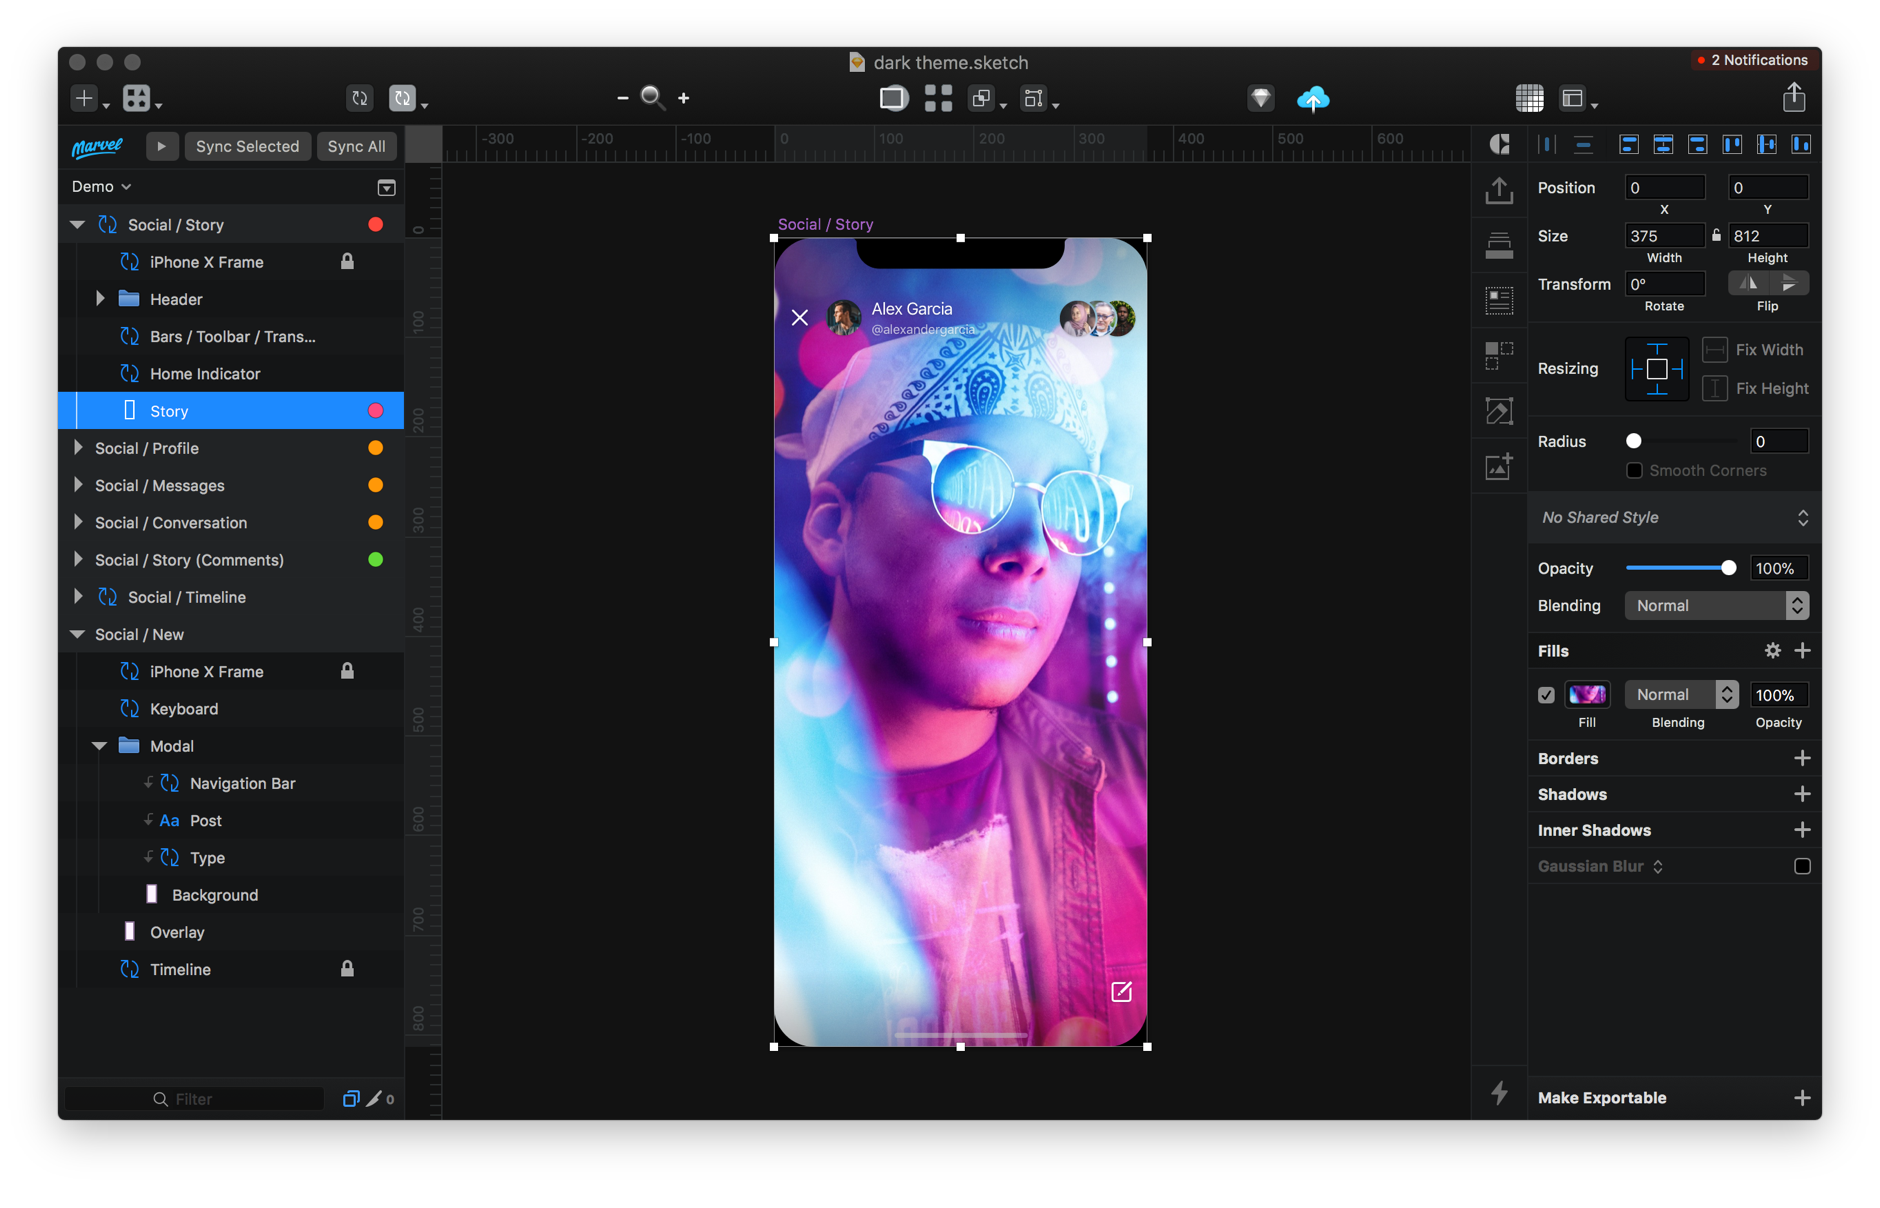 dark theme.sketch
2 Notifications
Marvel
Sync Selected
Sync All
Demo
Social / Story
iPhone X Frame
Header
Bars / Toolbar / Trans...
Home Indicator
Story
Social / Profile
Social / Messages
Social / Conversation
Social / Story (Comments)
Social / Timeline
Social / New
iPhone X Frame
Keyboard
Modal
Navigation Bar
Aa Post
Type
Background
Overlay
Timeline
Filter
0
-300 -200 -100 0 100 200 300 400 500 600
0
100
200
300
400
500
600
700
800
Social / Story
Alex Garcia
@alexandergarcia
Position 0 0
X Y
Size 375 812
Width Height
Transform 0°
Rotate Flip
Resizing
Fix Width
Fix Height
Radius 0
Smooth Corners
No Shared Style
Opacity 100%
Blending Normal
Fills
Normal 100%
Fill Blending Opacity
Borders
Shadows
Inner Shadows
Gaussian Blur
Make Exportable